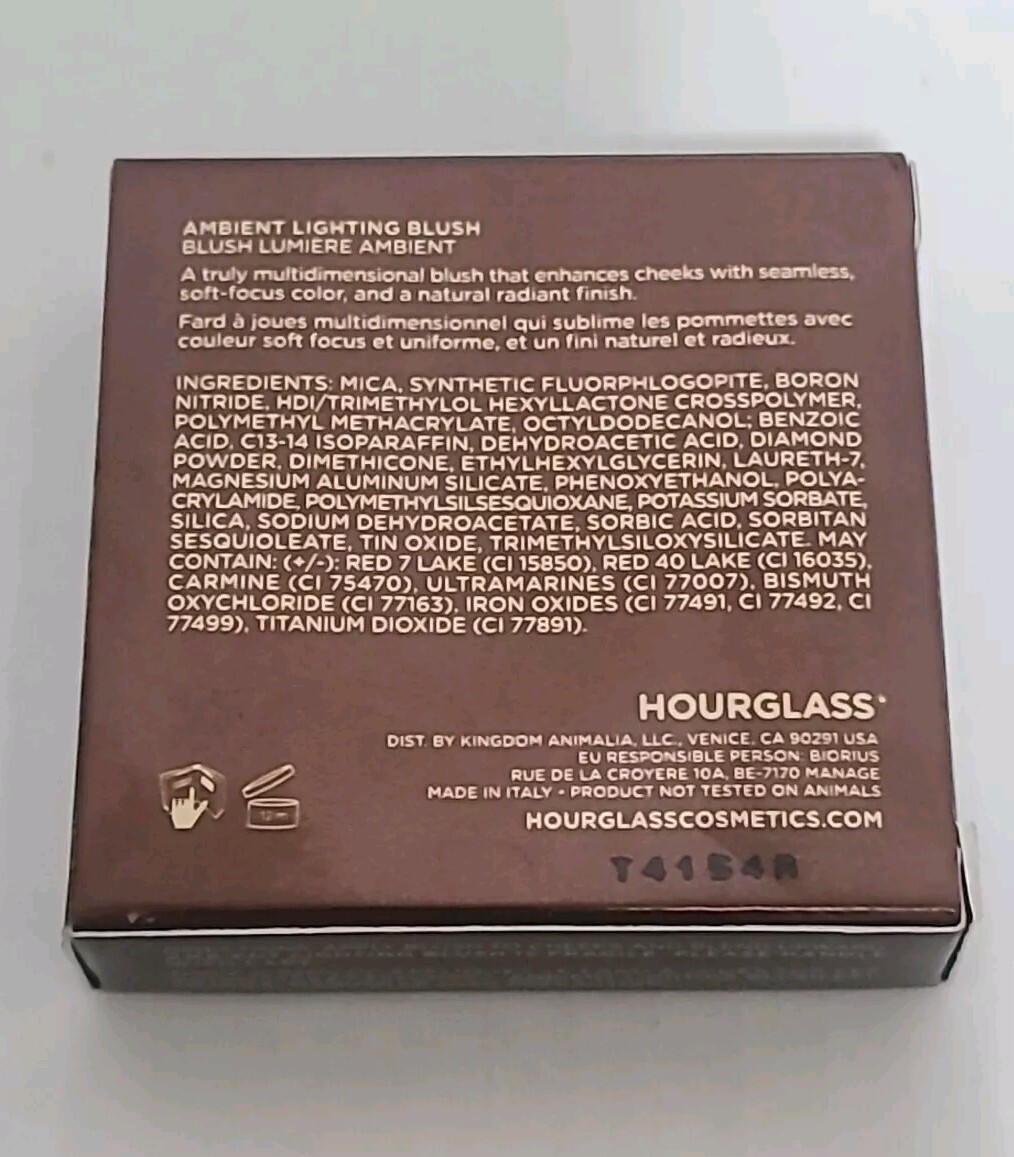 AMBIENT LIGHTING BLUSH
BLUSH LUMIÈRE AMBIENT
A truly multidimensional blush that enhances cheeks with seamless,
soft-focus color, and a natural radiant finish.
Fard à joues multidimensionnel qui sublime les pommettes avec
couleur soft focus et uniforme, et un fini naturel et radieux.
INGREDIENTS: MICA, SYNTHETIC FLUORPHLOGOPITE, BORON
NITRIDE, HDI/TRIMETHYLOL HEXYLLACTONE CROSSPOLYMER,
POLYMETHYL METHACRYLATE, OCTYLDODECANOL; BENZOIC
ACID, C13-14 ISOPARAFFIN, DEHYDROACETIC ACID, DIAMOND
POWDER, DIMETHICONE, ETHYLHEXYLGLYCERIN, LAURETH-7,
MAGNESIUM ALUMINUM SILICATE, PHENOXYETHANOL, POLYA-
CRYLAMIDE, POLYMETHYLSILSESQUIOXANE, POTASSIUM SORBATE,
SILICA, SODIUM DEHYDROACETATE, SORBIC ACID, SORBITAN
SESQUIOLEATE, TIN OXIDE, TRIMETHYLSILOXYSILICATE. MAY
CONTAIN: (+/-): RED 7 LAKE (CI 15850), RED 40 LAKE (CI 16035),
CARMINE (CI 75470), ULTRAMARINES (CI 77007), BISMUTH
OXYCHLORIDE (CI 77163), IRON OXIDES (CI 77491, CI 77492, CI
77499), TITANIUM DIOXIDE (CI 77891).
HOURGLASS®
DIST. BY KINGDOM ANIMALIA, LLC., VENICE, CA 90291 USA
EU RESPONSIBLE PERSON: BIORIUS
RUE DE LA CROYERE 10A, BE-7170 MANAGE
MADE IN ITALY • PRODUCT NOT TESTED ON ANIMALS
12 m
HOURGLASSCOSMETICS.COM
T4154R